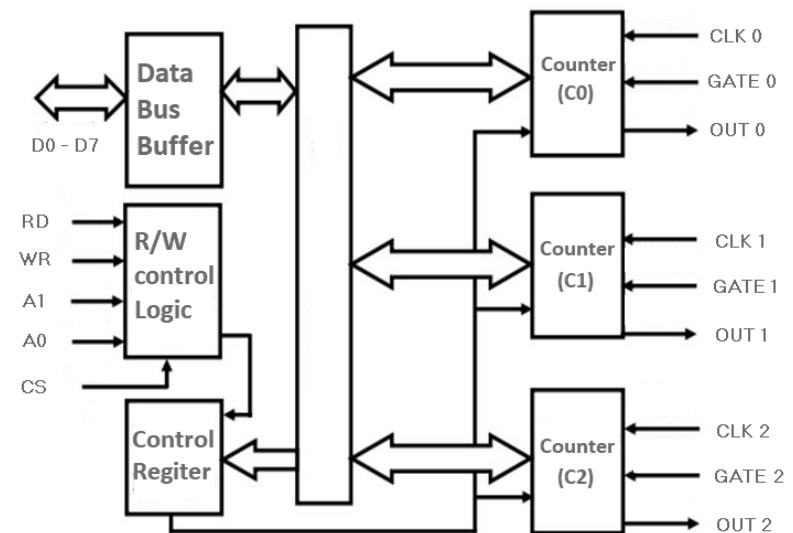 Data
Bus
Buffer
D0 - D7
RD
WR
A1
A0
CS
R/W
control
Logic
Control
Regiter
Counter
(C0)
CLK 0
GATE 0
OUT 0
Counter
(C1)
CLK 1
GATE 1
OUT 1
Counter
(C2)
CLK 2
GATE 2
OUT 2